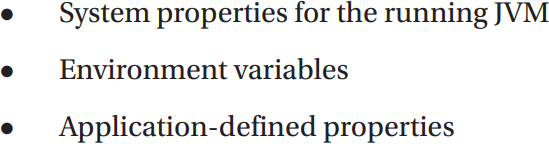 • System properties for the running JVM
• Environment variables
• Application-defined properties